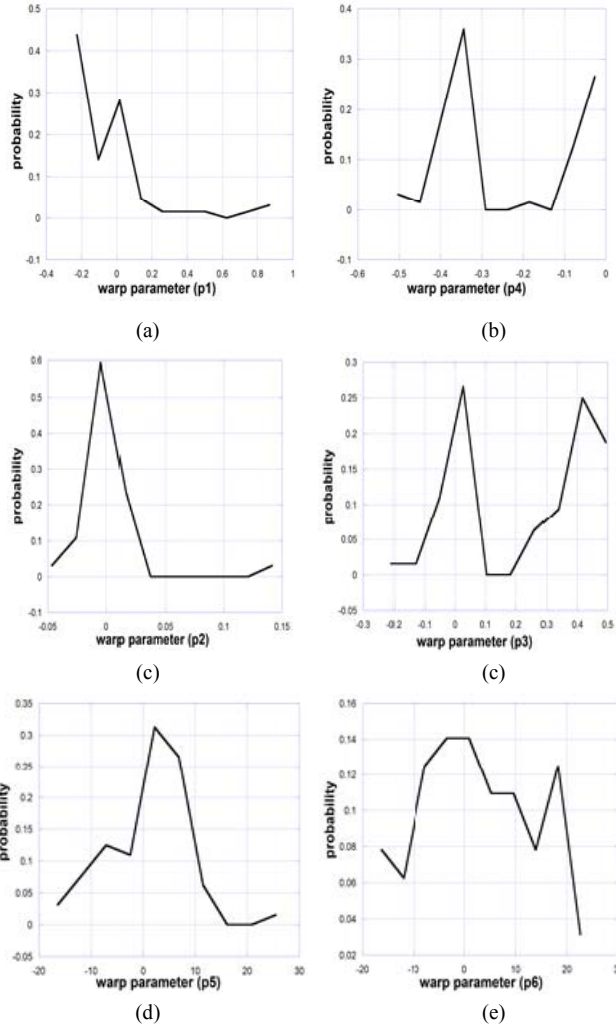 0.5
0.4
0.3
0.2
0.1
0
-0.1
probability
-0.4 -0.2 0 0.2 0.4 0.6 0.8 1
warp parameter (p1)
(a)
0.4
0.3
0.2
0.1
0
-0.1
probability
-0.6 -0.5 -0.4 -0.3 -0.2 -0.1 0
warp parameter (p4)
(b)
0.6
0.5
0.4
0.3
0.2
0.1
0
-0.1
probability
-0.05 0 0.05 0.1 0.15
warp parameter (p2)
(c)
0.3
0.25
0.2
0.15
0.1
0.05
0
-0.05
probability
-0.3 -0.2 -0.1 0 0.1 0.2 0.3 0.4 0.5
warp parameter (p3)
(c)
0.35
0.3
0.25
0.2
0.15
0.1
0.05
0
-0.05
probability
-20 -10 0 10 20 30
warp parameter (p5)
(d)
0.16
0.14
0.12
0.1
0.08
0.06
0.04
0.02
probability
-20 -10 0 10 20 30
warp parameter (p6)
(e)